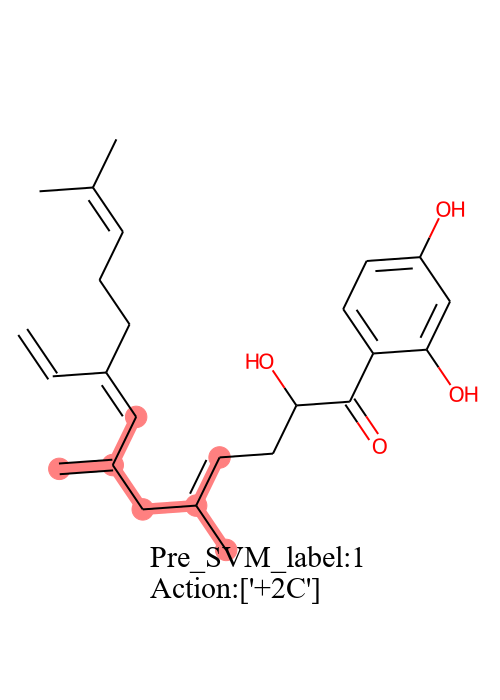 OH
HO
OH
O
Pre_SVM_label:1
Action:['+2C']